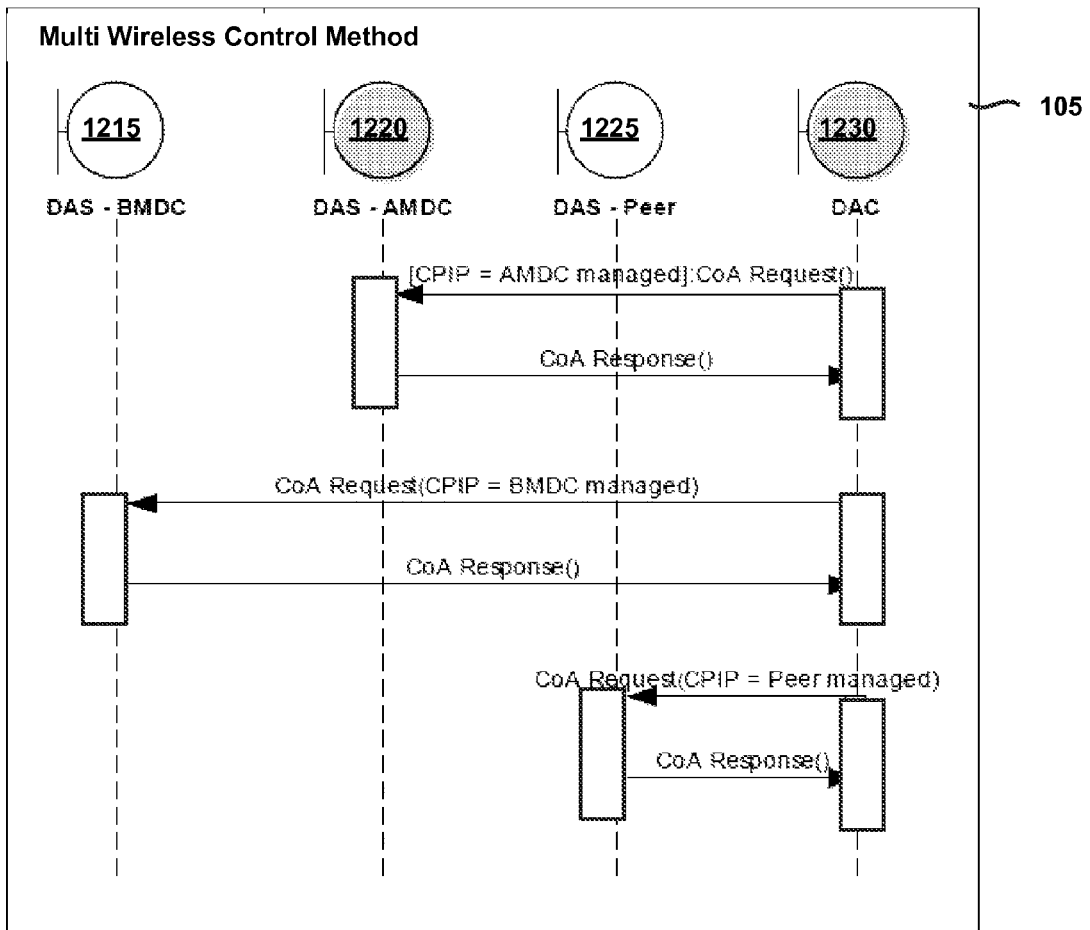 Multi Wireless Control Method
105
1215 1220 1225 1230
DAS - BMDC DAS - AMDC DAS - Peer DAC
[CPIP = AMDC managed]:CoA Request()
CoA Response()
CoA Request(CPIP = BMDC managed)
CoA Response()
CoA Request(CPIP = Peer managed)
CoA Response()